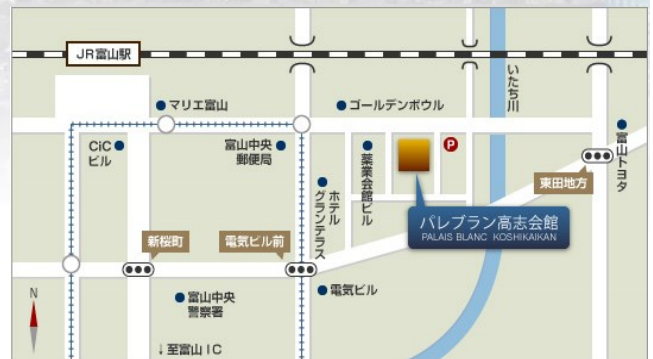 JR富山駅
マリエ富山
ゴールデンボウル
いたち川
CiC
ビル
富山中央
郵便局
薬業会館ビル
P
富山トヨタ
東田地方
ホテル
グランテラス
パレブラン高志会館
PALAIS BLANC KOSHIKAIKAN
新桜町
電気ビル前
N
富山中央
警察署
電気ビル
↓至富山IC